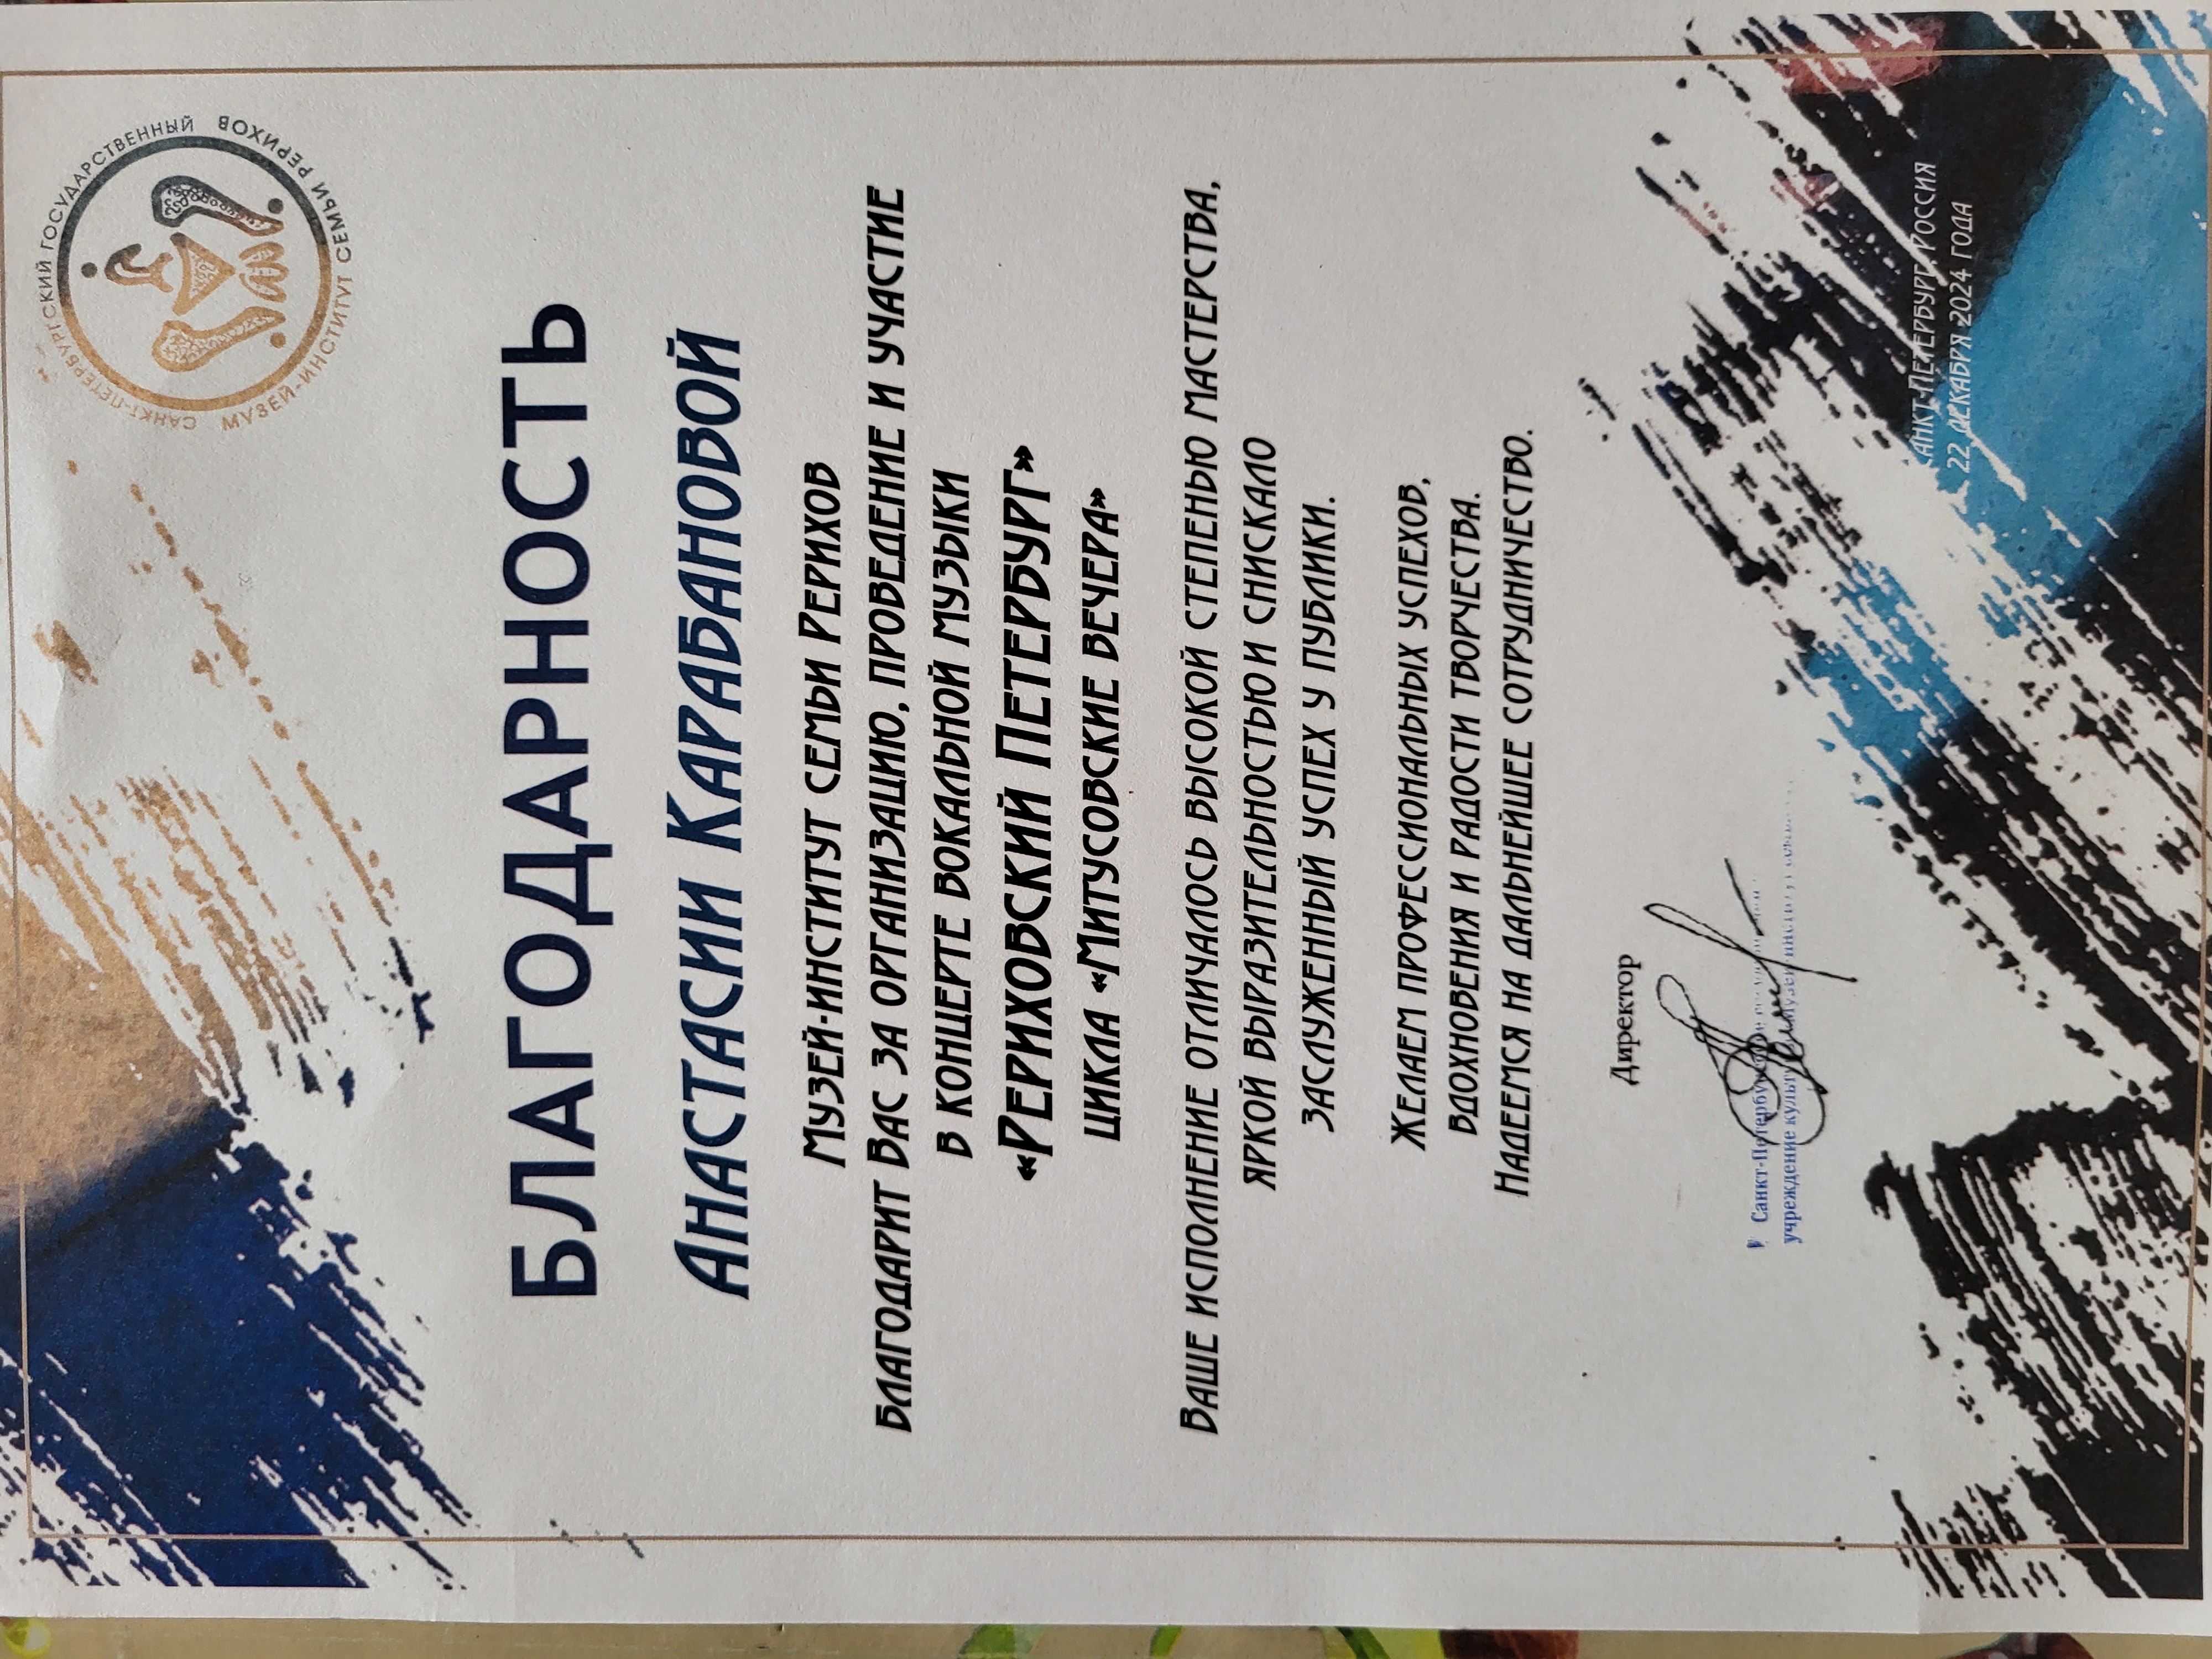 САНКТ-ПЕТЕРБУРГСКИЙ ГОСУДАРСТВЕННЫЙ
МУЗЕЙ-ИНСТИТУТ СЕМЬИ РЕРИХОВ
БЛАГОДАРНОСТЬ
АНАСТАСИИ КАРАБАНОВОЙ
МУЗЕЙ-ИНСТИТУТ СЕМЬИ РЕРИХОВ
БЛАГОДАРИТ ВАС ЗА ОРГАНИЗАЦИЮ, ПРОВЕДЕНИЕ И УЧАСТИЕ
В КОНЦЕРТЕ ВОКАЛЬНОЙ МУЗЫКИ
«РЕРИХОВСКИЙ ПЕТЕРБУРГ»
ЦИКЛА «МИТУСОВСКИЕ ВЕЧЕРА»
ВАШЕ ИСПОЛНЕНИЕ ОТЛИЧАЛОСЬ ВЫСОКОЙ СТЕПЕНЬЮ МАСТЕРСТВА,
ЯРКОЙ ВЫРАЗИТЕЛЬНОСТЬЮ И СНИСКАЛО
ЗАСЛУЖЕННЫЙ УСПЕХ У ПУБЛИКИ.
ЖЕЛАЕМ ПРОФЕССИОНАЛЬНЫХ УСПЕХОВ,
ВДОХНОВЕНИЯ И РАДОСТИ ТВОРЧЕСТВА.
НАДЕЕМСЯ НА ДАЛЬНЕЙШЕЕ СОТРУДНИЧЕСТВО.
Директор
учреждение
САНКТ-ПЕТЕРБУРГ, РОССИЯ
22 ДЕКАБРЯ 2024 ГОДА